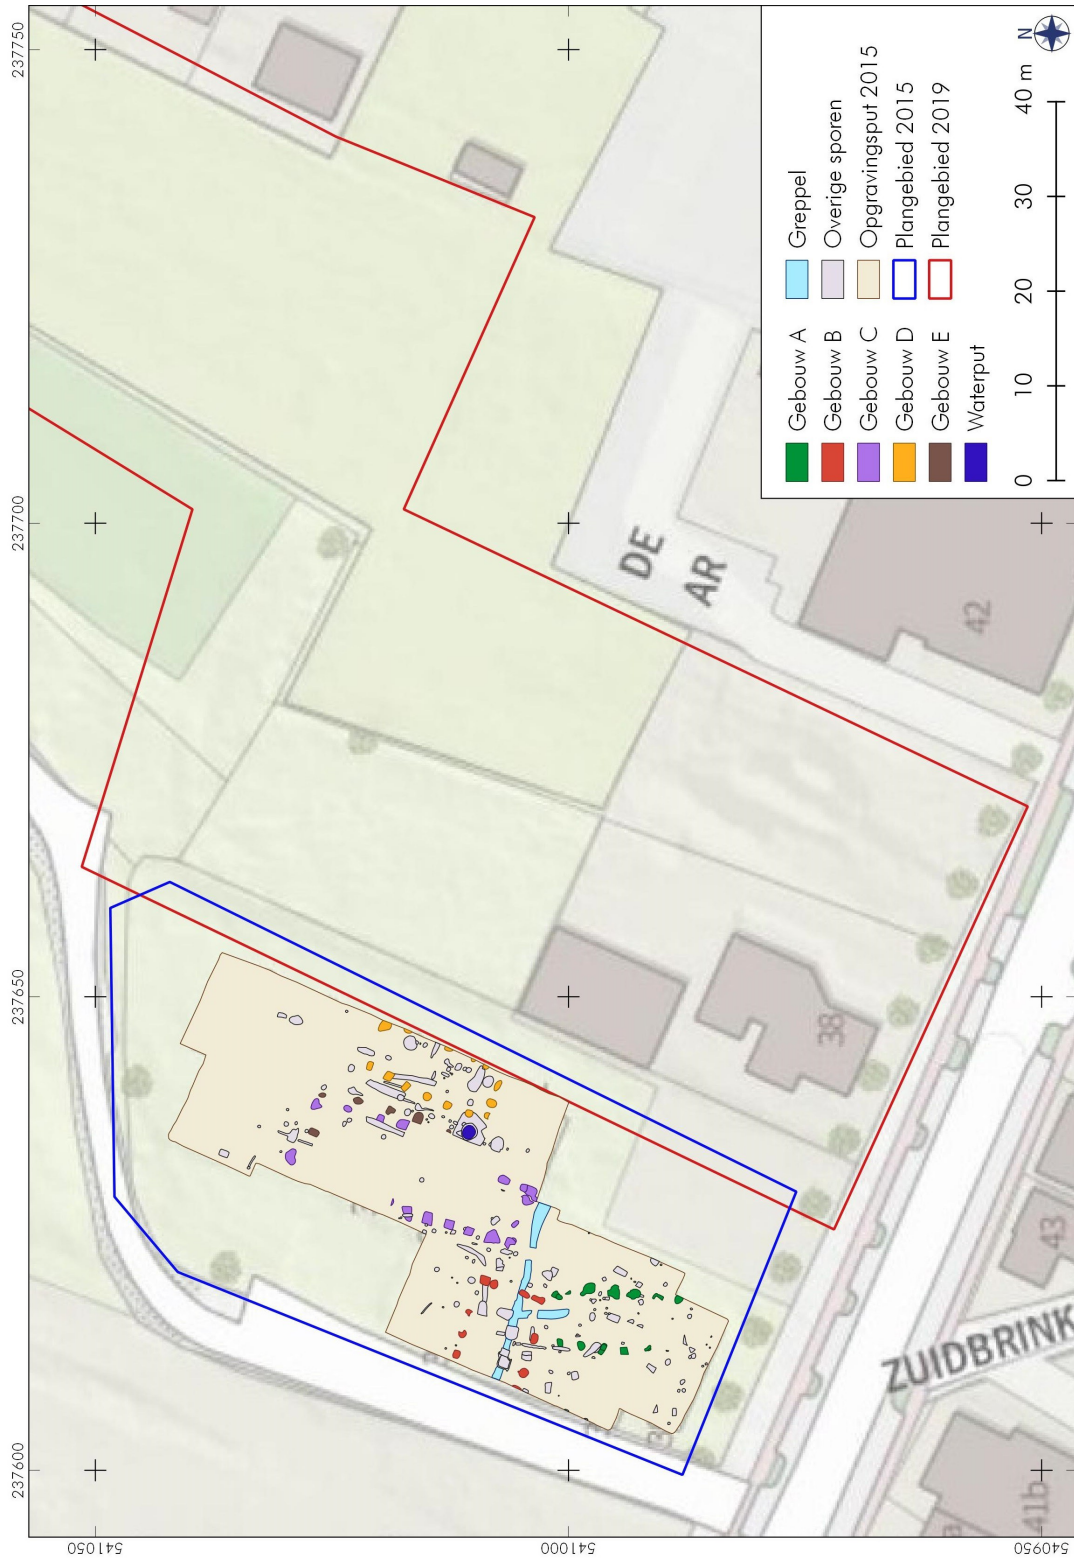 237600
237650
237700
237750
541050
541000
540950
DE
AR
42
38
43
41b
ZUIDBRINK
Gebouw A
Gebouw B
Gebouw C
Gebouw D
Gebouw E
Waterput
Greppel
Overige sporen
Opgravingsput 2015
Plangebied 2015
Plangebied 2019
0 10 20 30 40 m
N